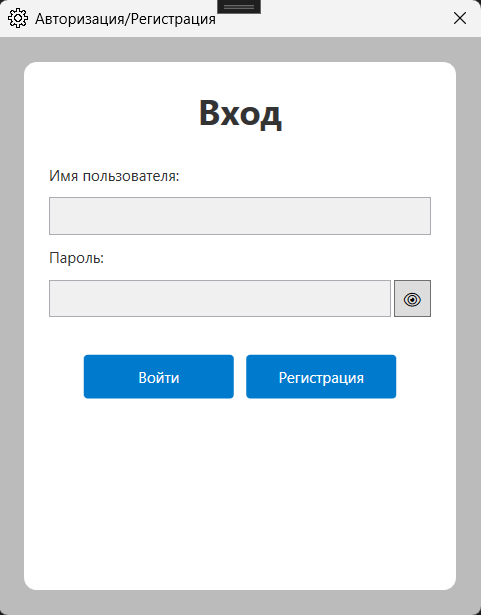 Авторизация/Регистрация
Вход
Имя пользователя:
Пароль:
Войти
Регистрация